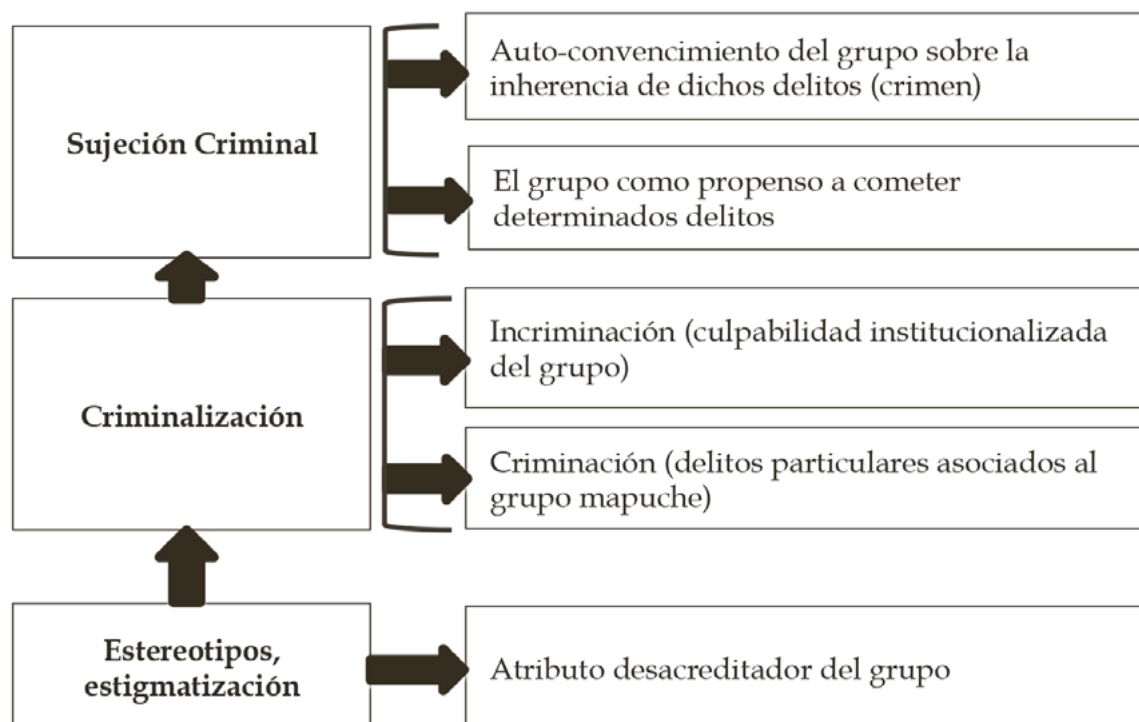 Sujeción Criminal
Auto-convencimiento del grupo sobre la
inherencia de dichos delitos (crimen)
El grupo como propenso a cometer
determinados delitos
Criminalización
Incriminación (culpabilidad institucionalizada
del grupo)
Criminación (delitos particulares asociados al
grupo mapuche)
Estereotipos,
estigmatización
Atributo desacreditador del grupo